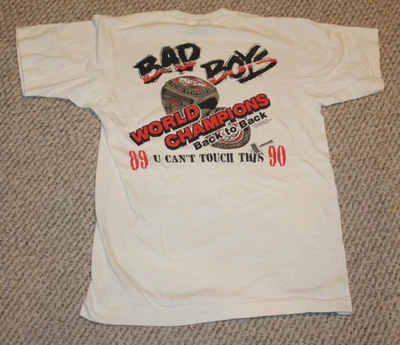 BAD BOYS
WORLD
CHAMPIONS
Back to Back
89 U CAN'T TOUCH THIS 90